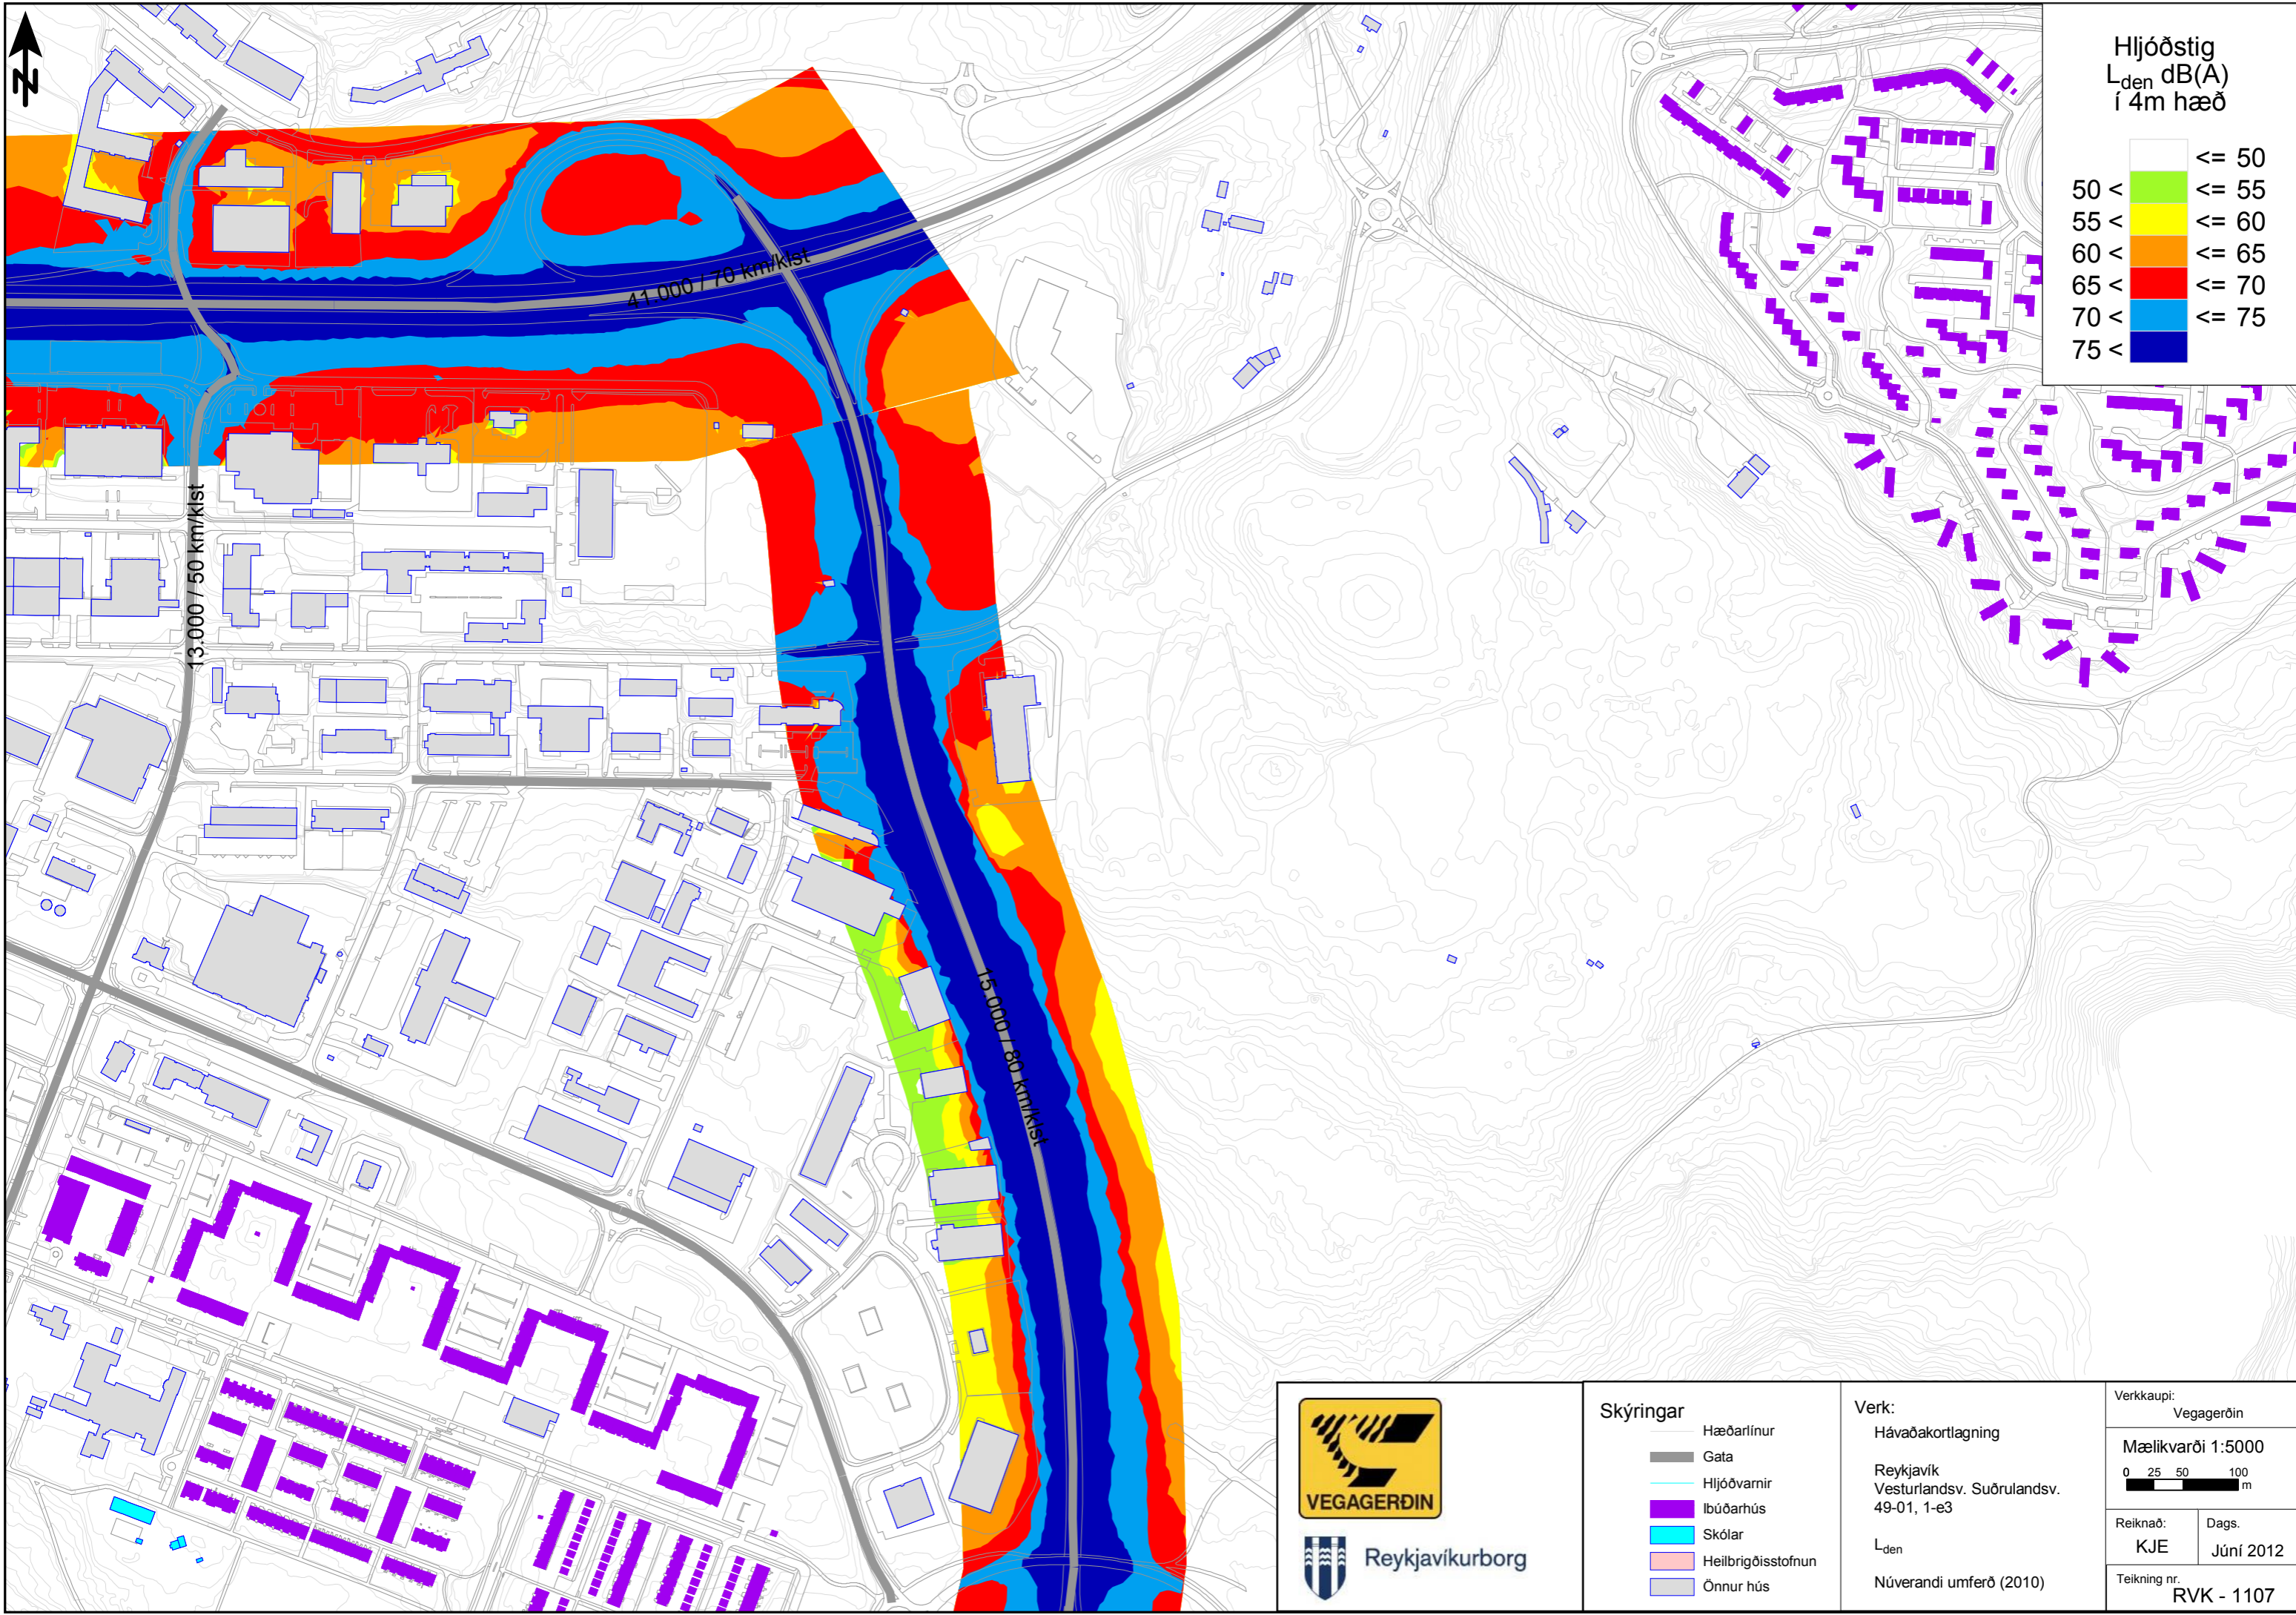 N
Hljóðstig
Lden dB(A)
í 4m hæð
<= 50
50 < <= 55
55 < <= 60
60 < <= 65
65 < <= 70
70 < <= 75
75 <
41.000 / 70 km/klst
13.000 / 50 km/klst
15.000 / 80 km/klst
VEGAGERÐIN
Reykjavíkurborg
Skýringar
Hæðarlínur
Gata
Hljóðvarnir
Íbúðarhús
Skólar
Heilbrigðisstofnun
Önnur hús
Verk:
Hávaðakortlagning
Reykjavík
Vesturlandsv. Suðrulandsv.
49-01, 1-e3
Lden
Núverandi umferð (2010)
Verkkaupi:
Vegagerðin
Mælikvarði 1:5000
0 25 50 100
m
Reiknað:
KJE
Dags.
Júní 2012
Teikning nr.
RVK - 1107